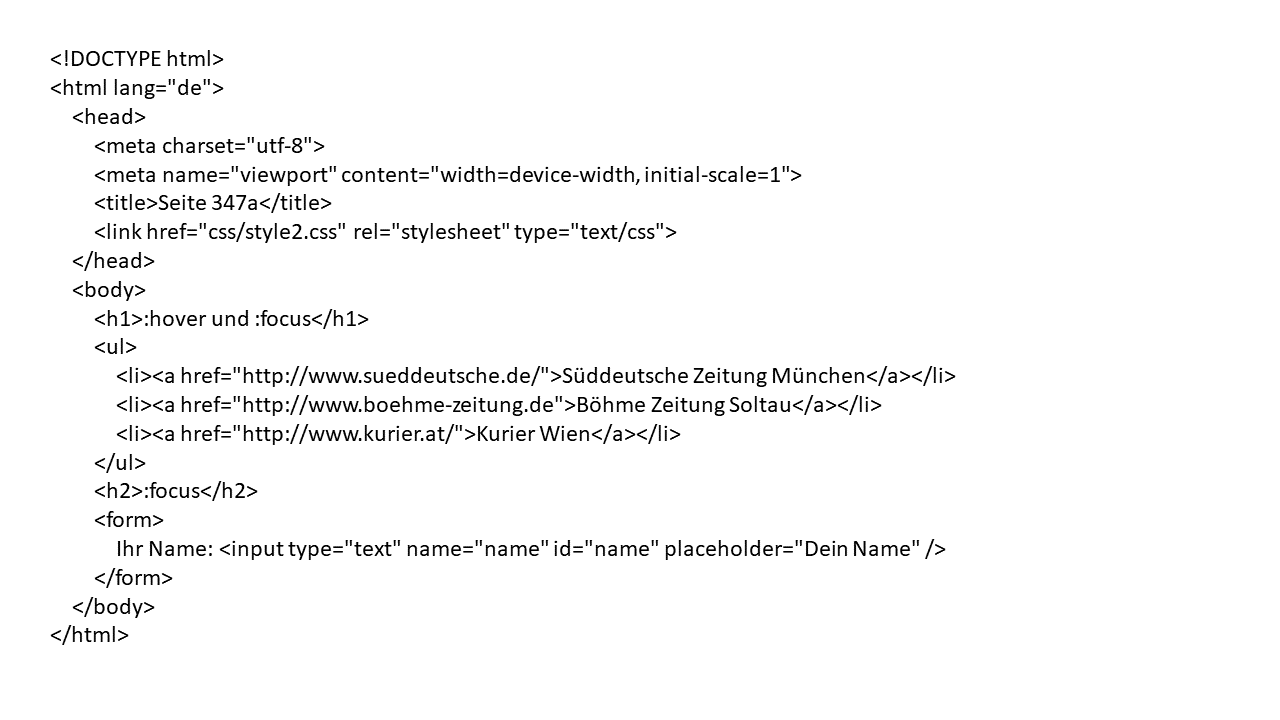 <!DOCTYPE html>
<html lang="de">
<head>
<meta charset="utf-8">
<meta name="viewport" content="width=device-width, initial-scale=1">
<title>Seite 347a</title>
<link href="css/style2.css" rel="stylesheet" type="text/css">
</head>
<body>
<h1>:hover und :focus</h1>
<ul>
<li><a href="http://www.sueddeutsche.de/">Süddeutsche Zeitung München</a></li>
<li><a href="http://www.boehme-zeitung.de">Böhme Zeitung Soltau</a></li>
<li><a href="http://www.kurier.at/">Kurier Wien</a></li>
</ul>
<h2>:focus</h2>
<form>
Ihr Name: <input type="text" name="name" id="name" placeholder="Dein Name" />
</form>
</body>
</html>